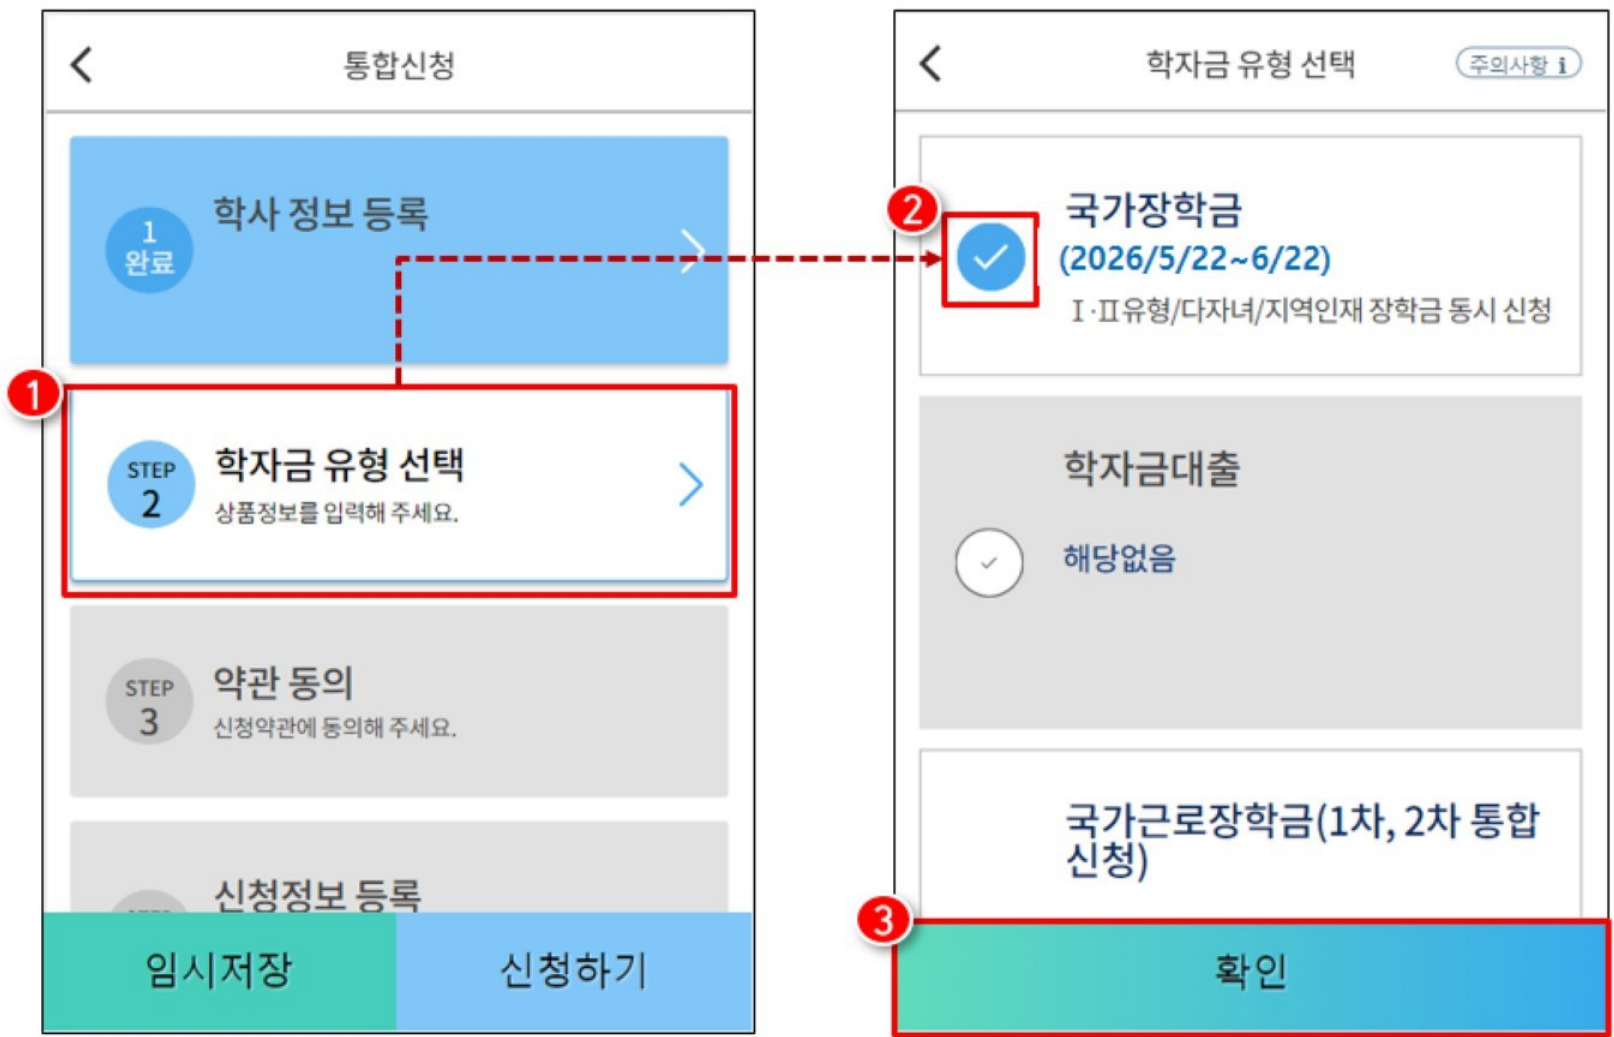 통합신청
1
완료
학사 정보 등록
1
STEP
2
학자금 유형 선택
상품정보를 입력해 주세요.
STEP
3
약관 동의
신청약관에 동의해 주세요.
신청정보 등록
임시저장
신청하기
학자금 유형 선택
주의사항 i
2
국가장학금
(2026/5/22~6/22)
Ⅰ·Ⅱ유형/다자녀/지역인재 장학금 동시 신청
학자금대출
해당없음
국가근로장학금(1차, 2차 통합
신청)
3
확인